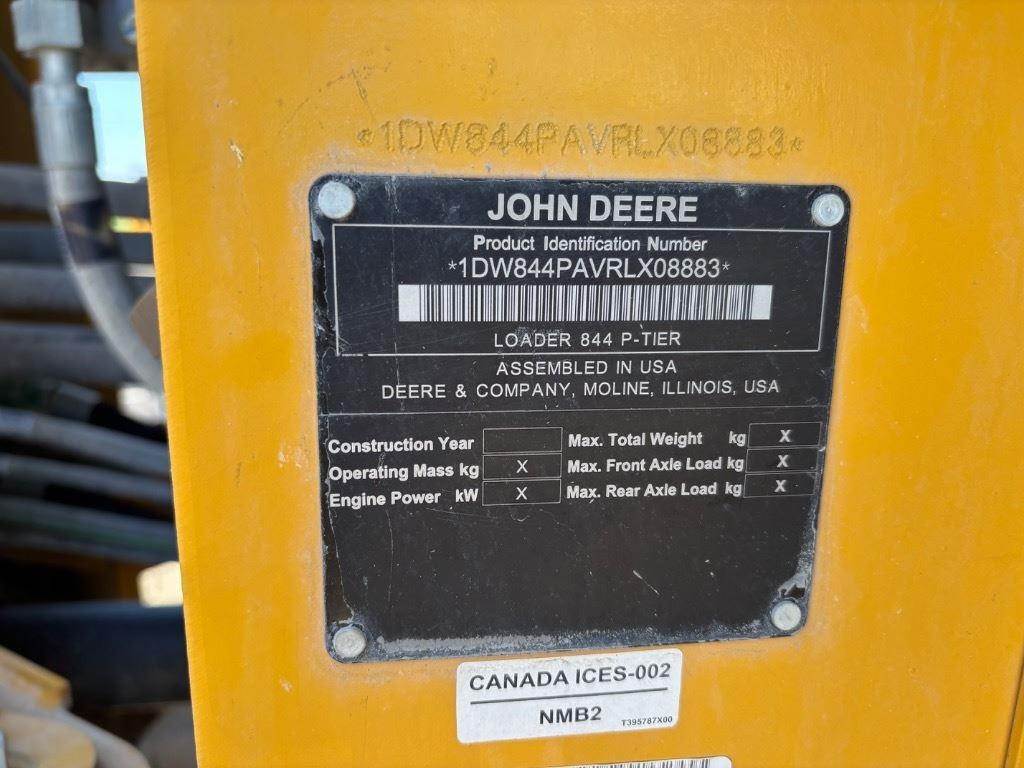 *1DW844PAVRLX08883*
JOHN DEERE
Product Identification Number
*1DW844PAVRLX08883*
LOADER 844 P-TIER
ASSEMBLED IN USA
DEERE & COMPANY, MOLINE, ILLINOIS, USA
Construction Year Max. Total Weight kg X
Operating Mass kg X Max. Front Axle Load kg X
Engine Power kW X Max. Rear Axle Load kg X
CANADA ICES-002
NMB2 T395787X00